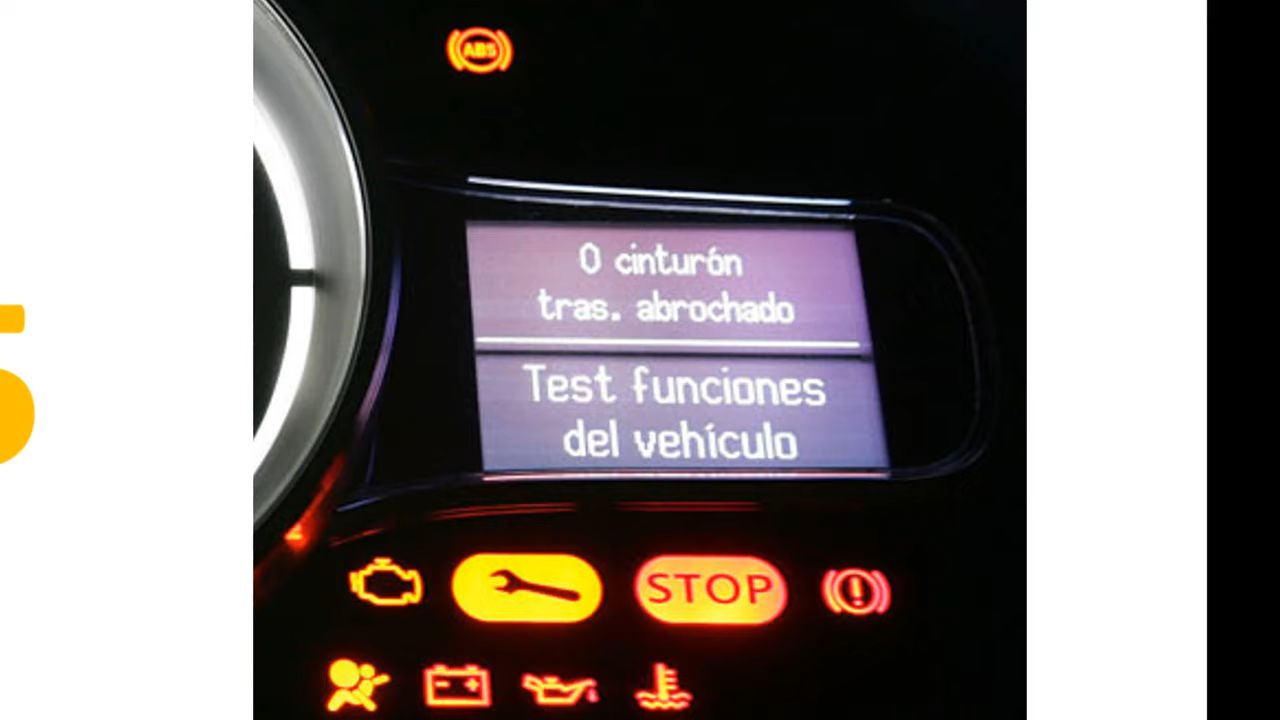 ABS
0 cinturón
tras. abrochado
Test funciones
del vehículo
STOP